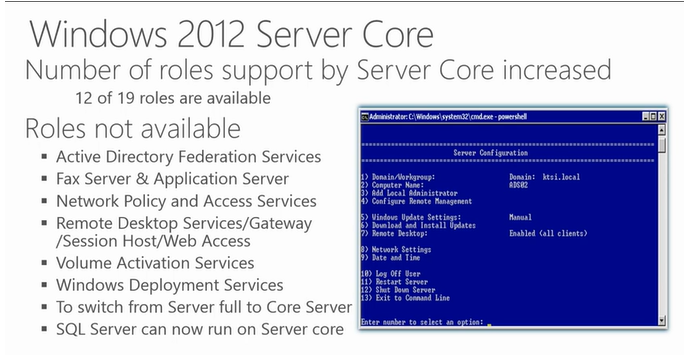 Windows 2012 Server Core
Number of roles support by Server Core increased
12 of 19 roles are available
Roles not available
▪ Active Directory Federation Services
▪ Fax Server & Application Server
▪ Network Policy and Access Services
▪ Remote Desktop Services/Gateway
/Session Host/Web Access
▪ Volume Activation Services
▪ Windows Deployment Services
▪ To switch from Server full to Core Server
▪ SQL Server can now run on Server core
Administrator: C:\Windows\system32\cmd.exe - powershell
Server Configuration
1) Domain/Workgroup: Domain: ktsi.local
2) Computer Name: ADS02
3) Add Local Administrator
4) Configure Remote Management
5) Windows Update Settings: Manual
6) Download and Install Updates
7) Remote Desktop: Enabled (all clients)
8) Network Settings
9) Date and Time
10) Log Off User
11) Restart Server
12) Shut Down Server
13) Exit to Command Line
Enter number to select an option: